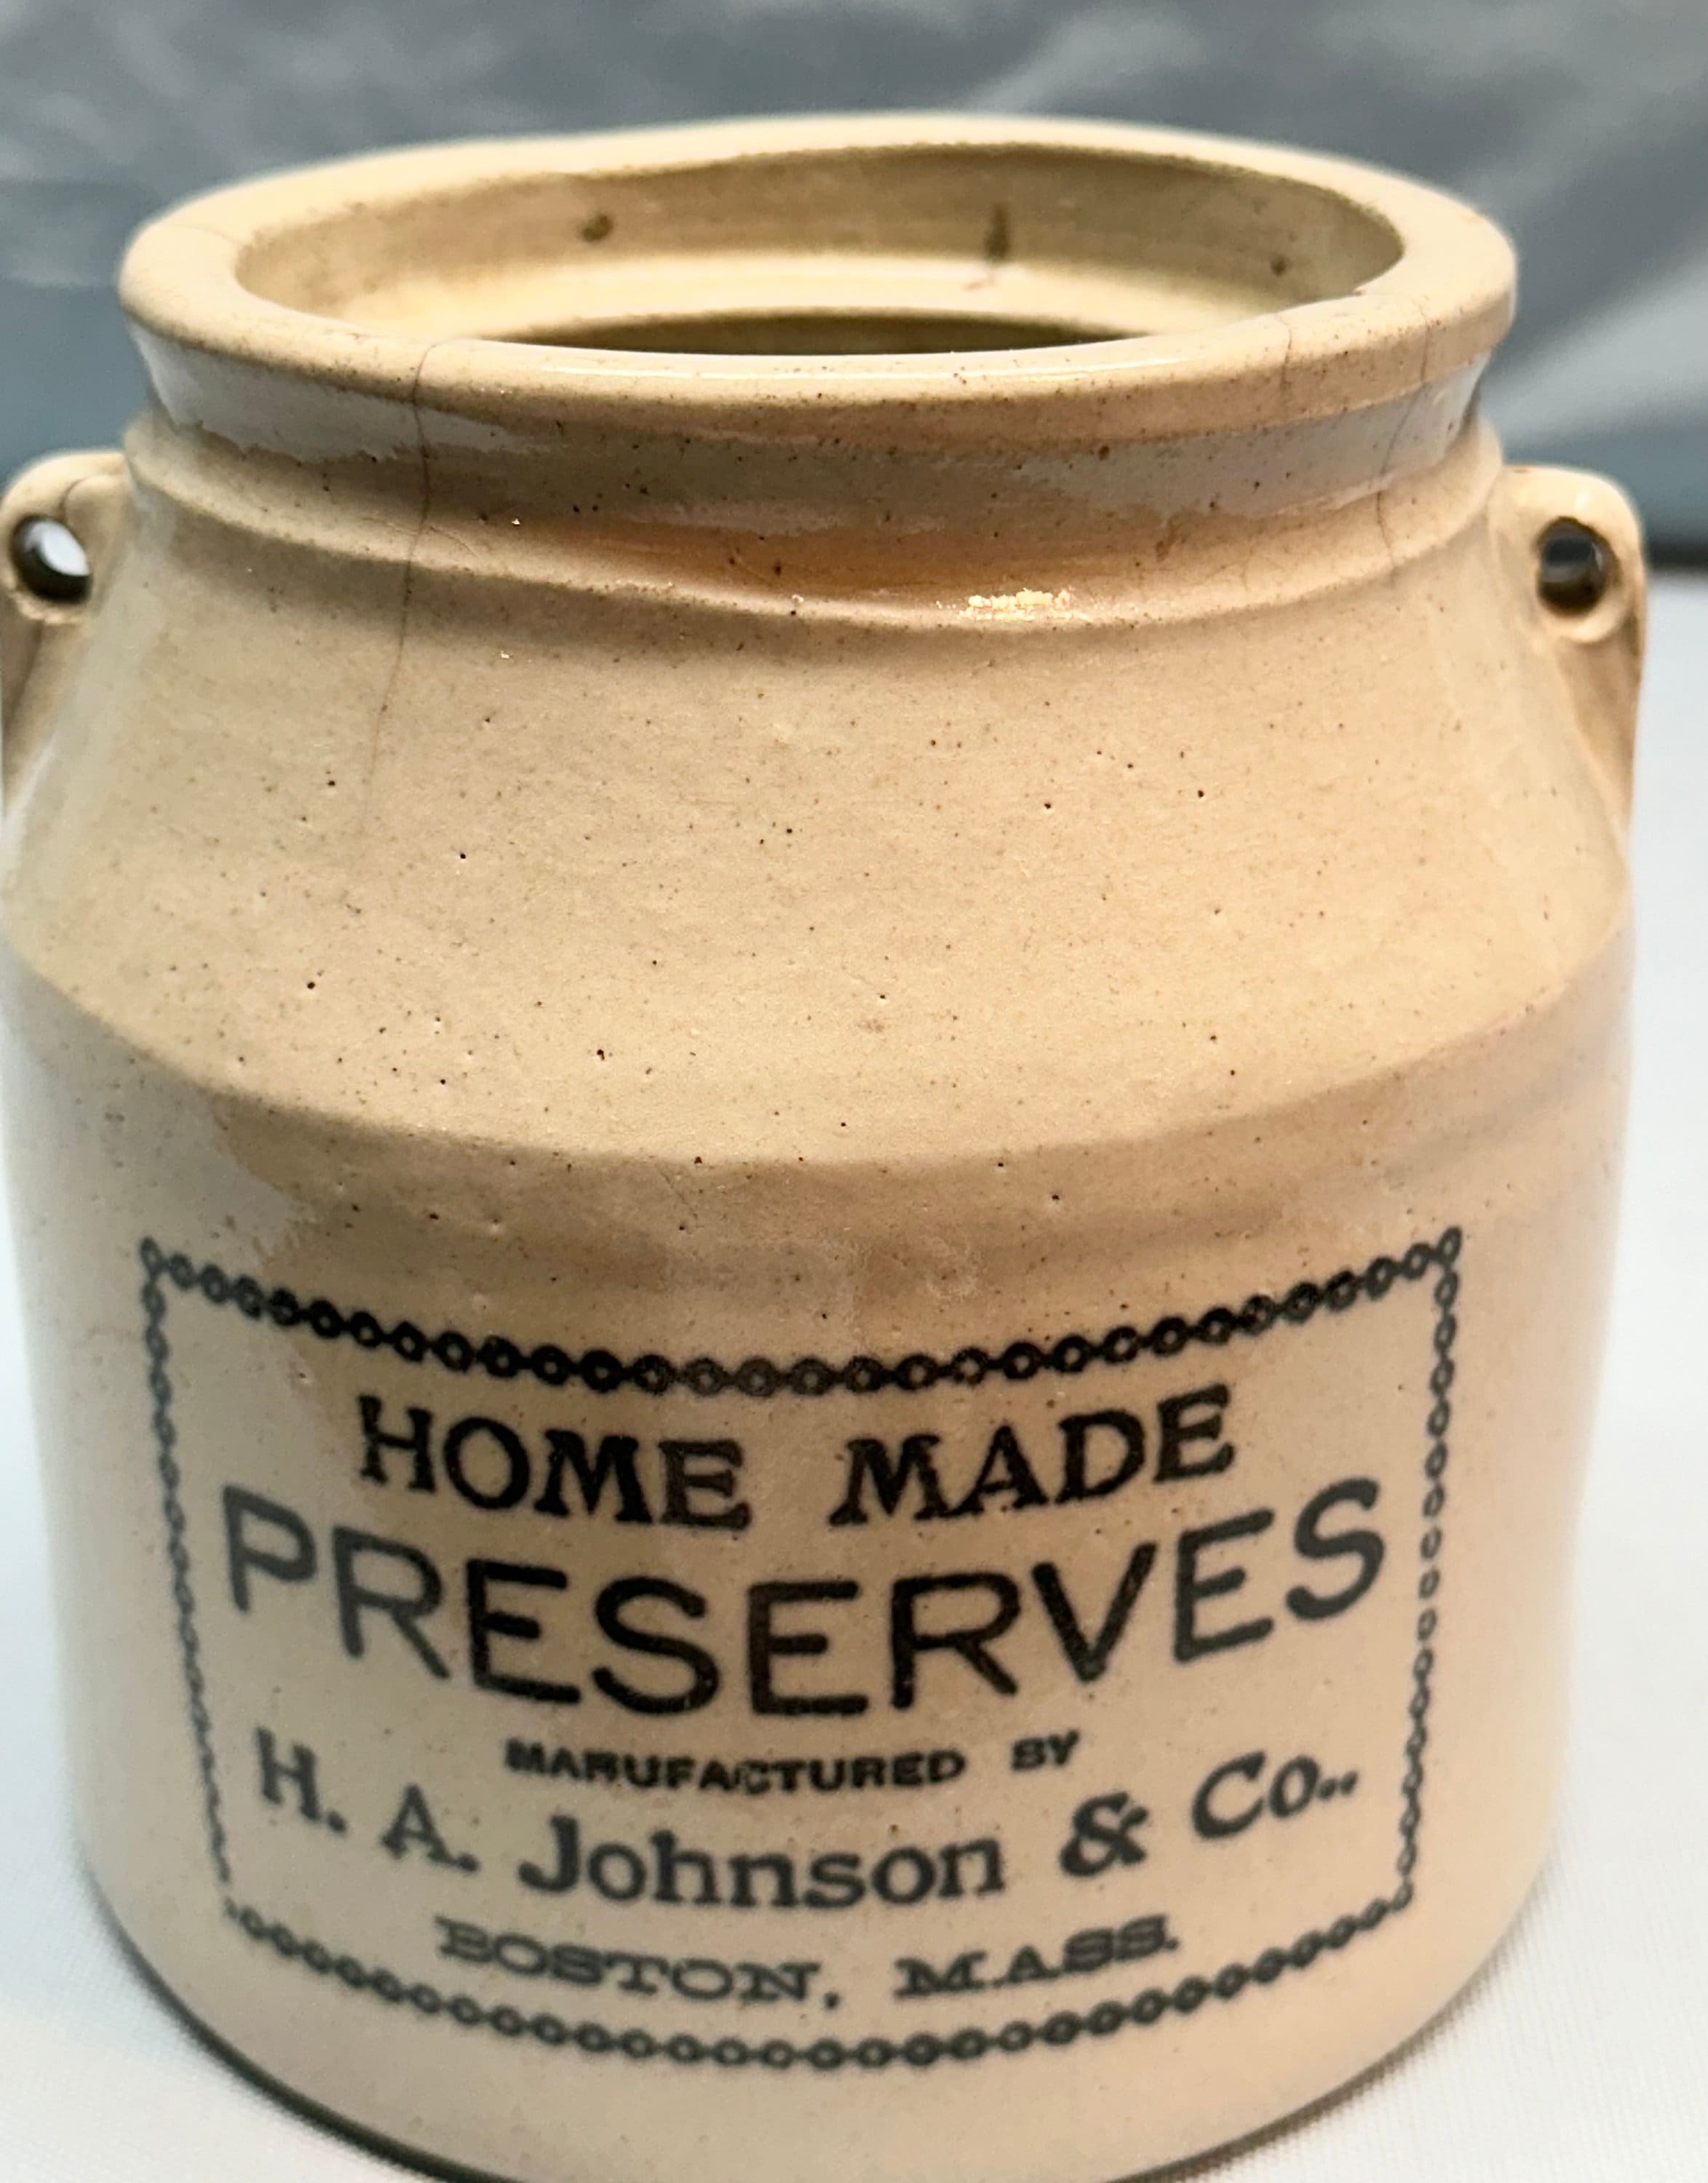 HOME MADE
PRESERVES
MARUFACTURED BY
H. A. Johnson & Co..
BOSTON, MASS.